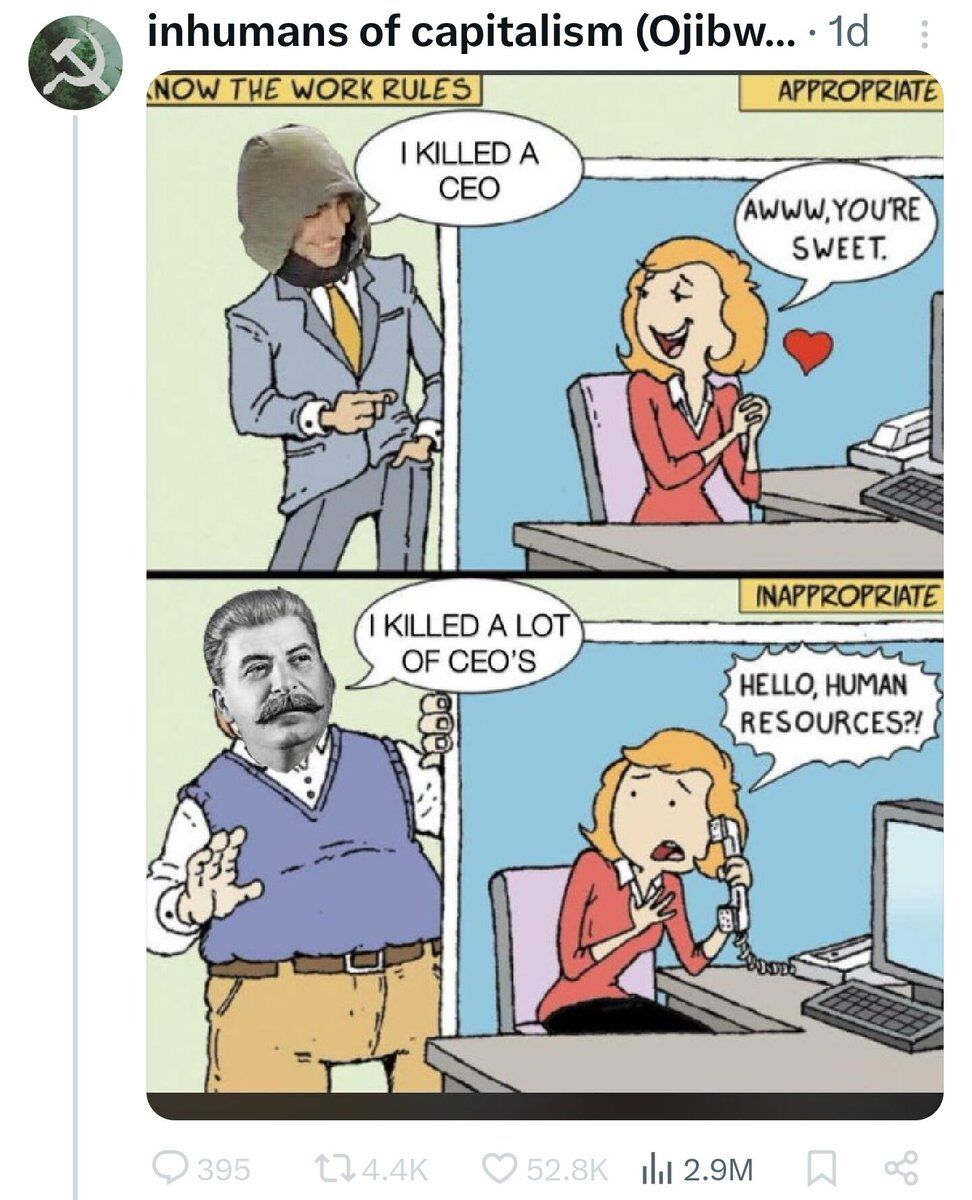 inhumans of capitalism (Ojibw... · 1d
NOW THE WORK RULES
APPROPRIATE
I KILLED A
CEO
AWWW, YOU'RE
SWEET.
INAPPROPRIATE
I KILLED A LOT
OF CEO'S
HELLO, HUMAN
RESOURCES?!
395
4.4K
52.8K
2.9M